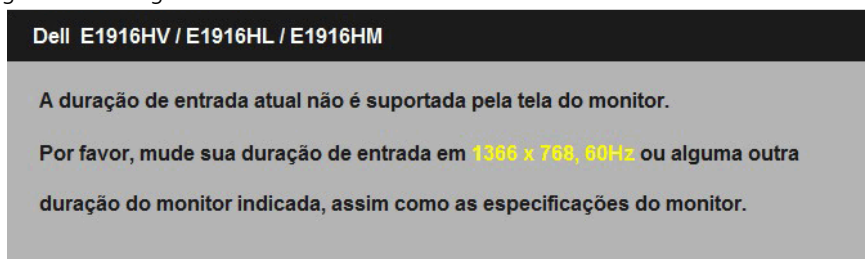 Dell E1916HV / E1916HL / E1916HM
A duração de entrada atual não é suportada pela tela do monitor.
Por favor, mude sua duração de entrada em 1366 x 768, 60Hz ou alguma outra
duração do monitor indicada, assim como as especificações do monitor.